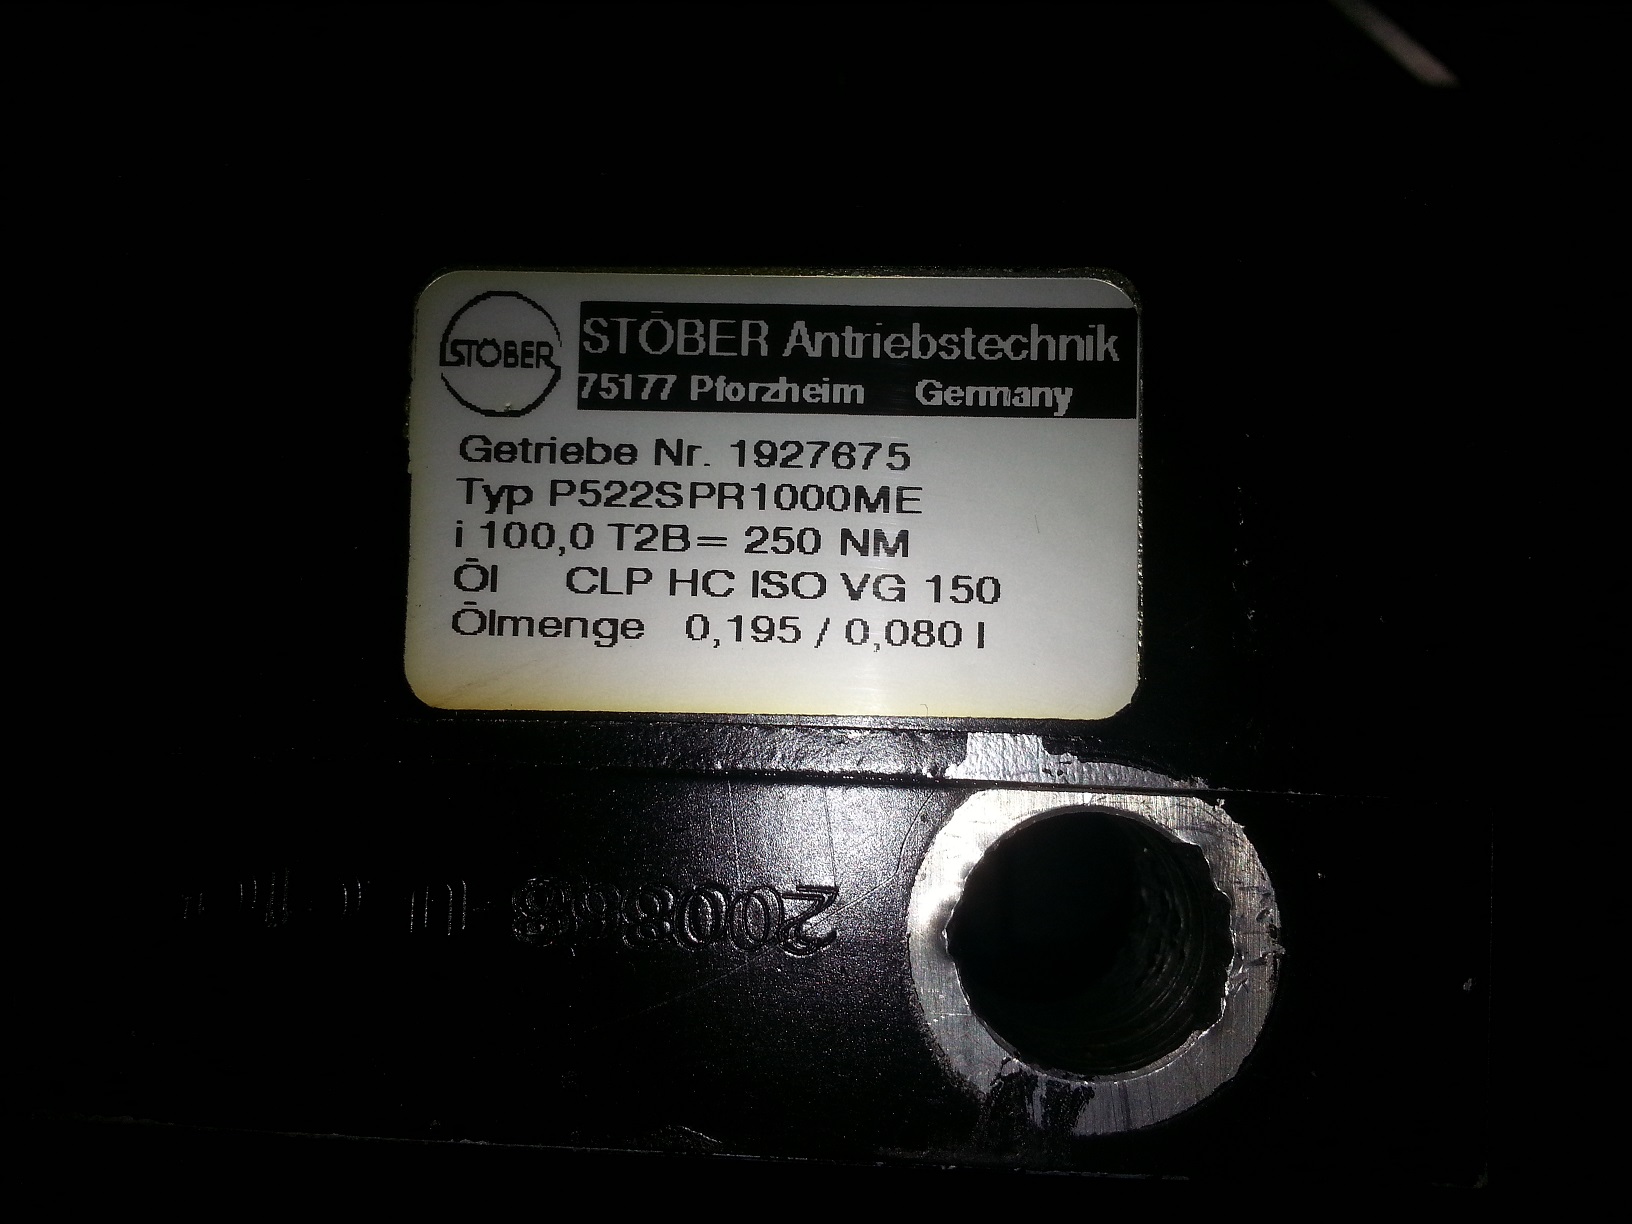 STÖBER
STÖBER Antriebstechnik
75177 Pforzheim Germany
Getriebe Nr. 1927675
Typ P522SPR1000ME
i 100,0 T2B= 250 NM
Öl CLP HC ISO VG 150
Ölmenge 0,195 / 0,080 l